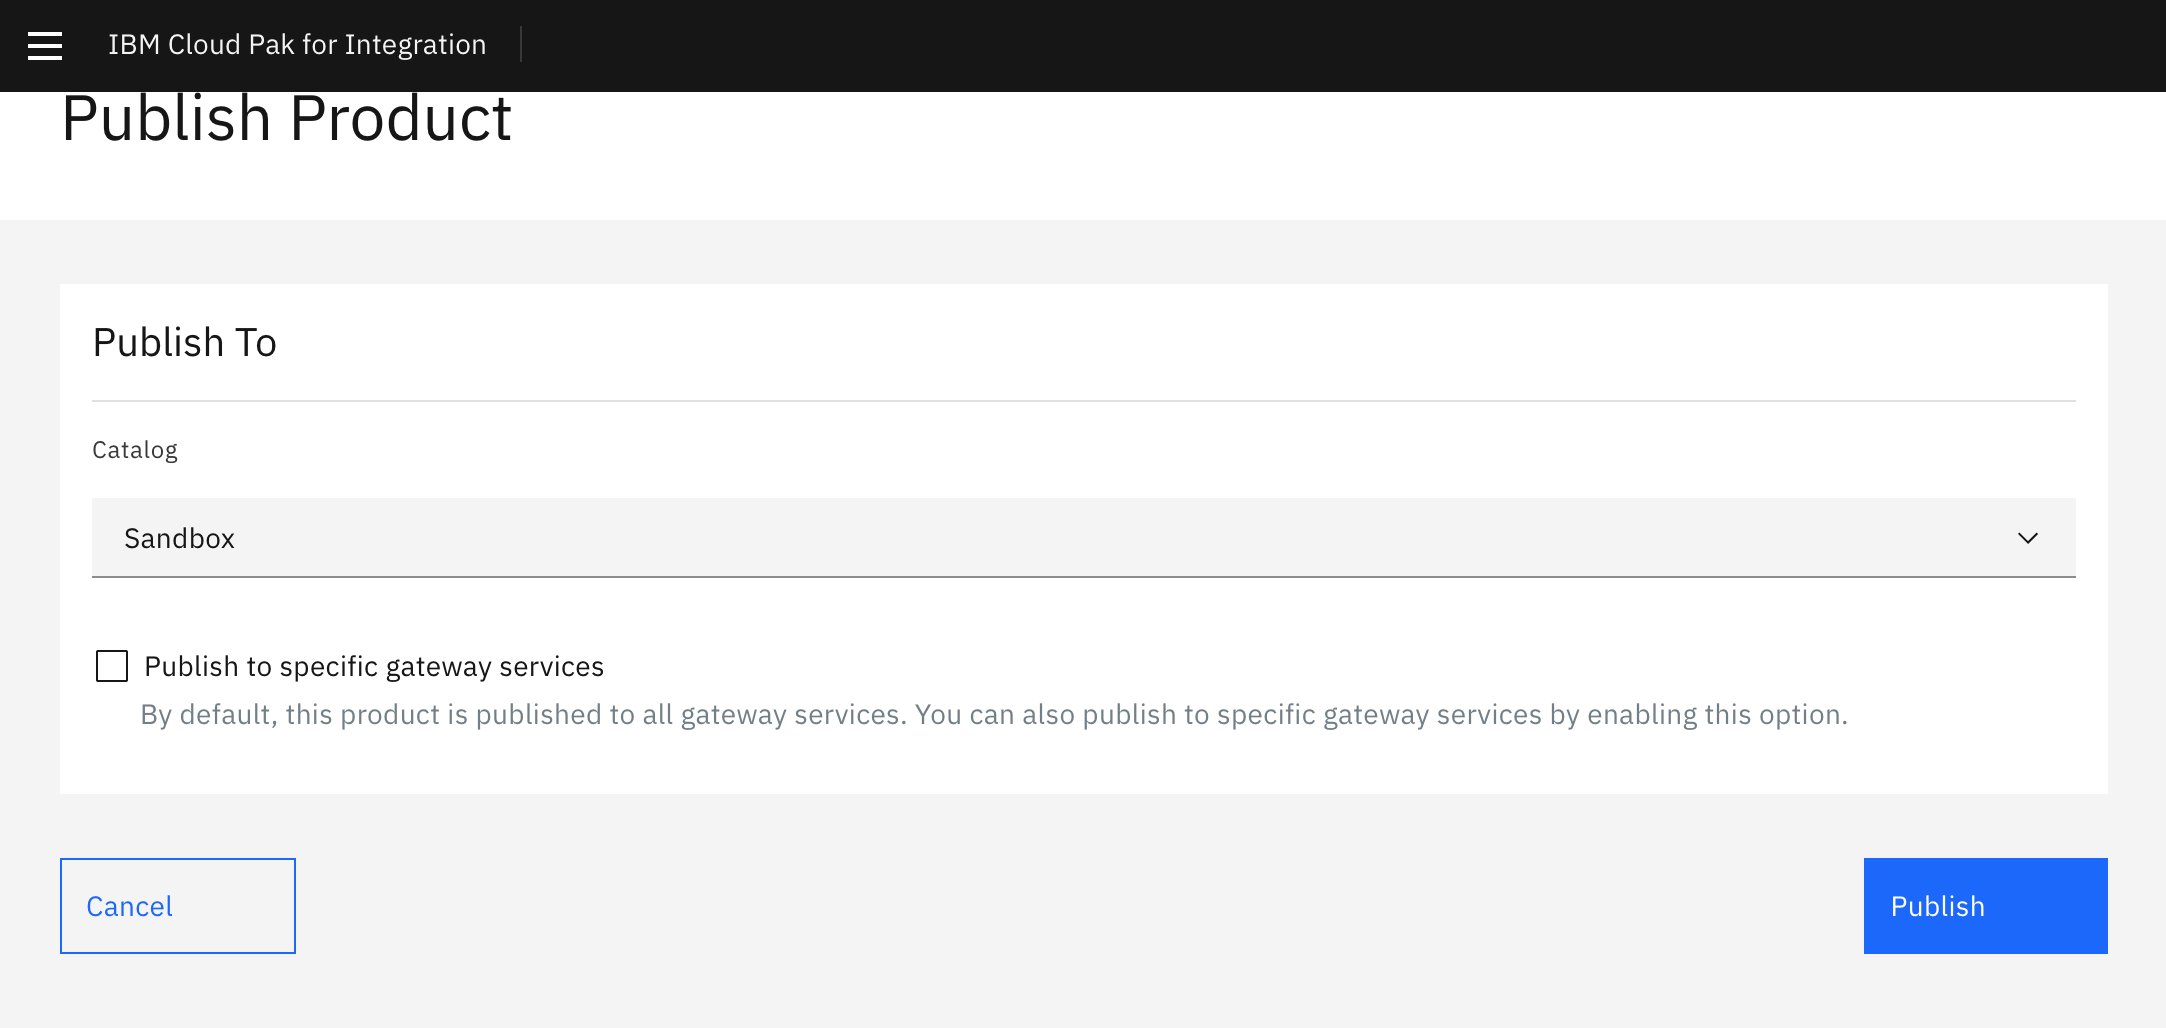 IBM Cloud Pak for Integration
Publish Product
Publish To
Catalog
Sandbox
Publish to specific gateway services
By default, this product is published to all gateway services. You can also publish to specific gateway services by enabling this option.
Cancel
Publish